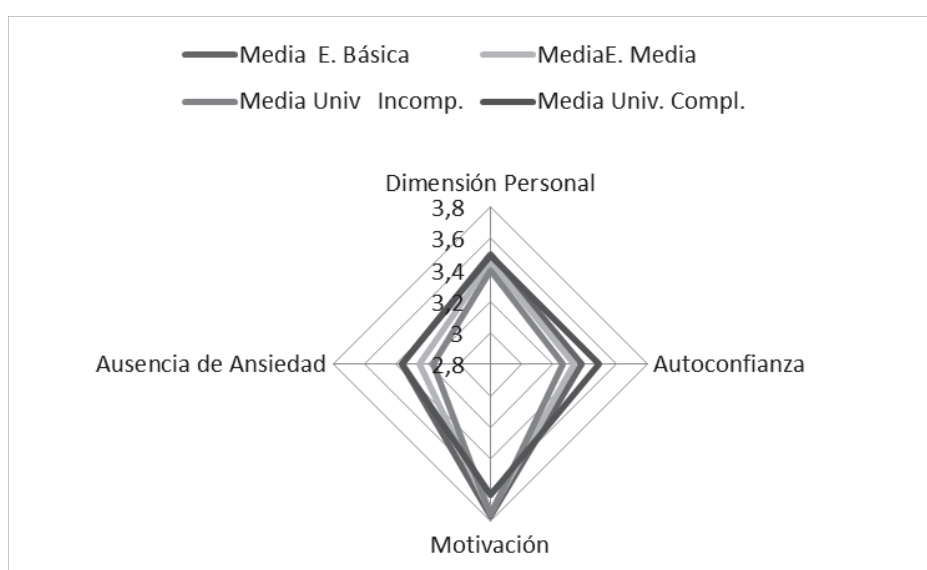 Media E. Básica
MediaE. Media
Media Univ Incomp.
Media Univ. Compl.
Dimensión Personal
3,8
3,6
3,4
3,2
3
2,8
Ausencia de Ansiedad
Autoconfianza
Motivación